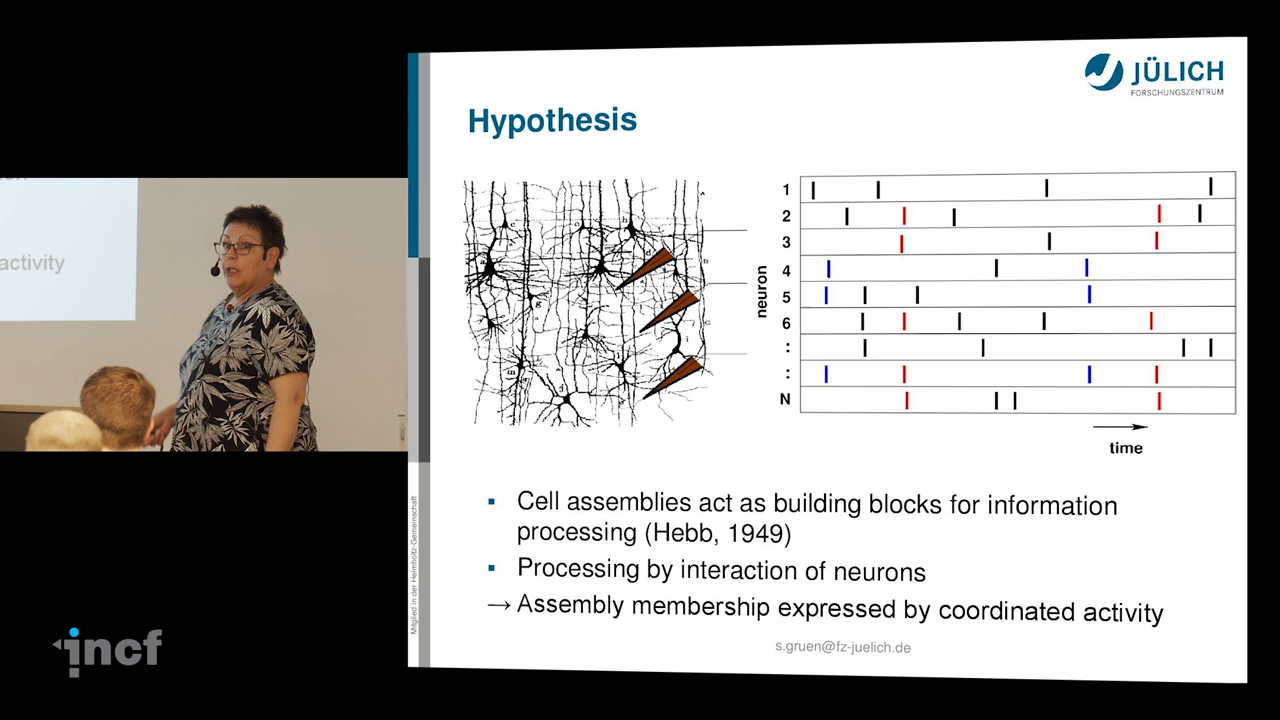 activity
JÜLICH
FORSCHUNGSZENTRUM
Hypothesis
neuron
1
2
3
4
5
6
:
:
N
time
▪ Cell assemblies act as building blocks for information
processing (Hebb, 1949)
▪ Processing by interaction of neurons
→ Assembly membership expressed by coordinated activity
s.gruen@fz-juelich.de
Mitglied in der Helmholtz-Gemeinschaft
incf